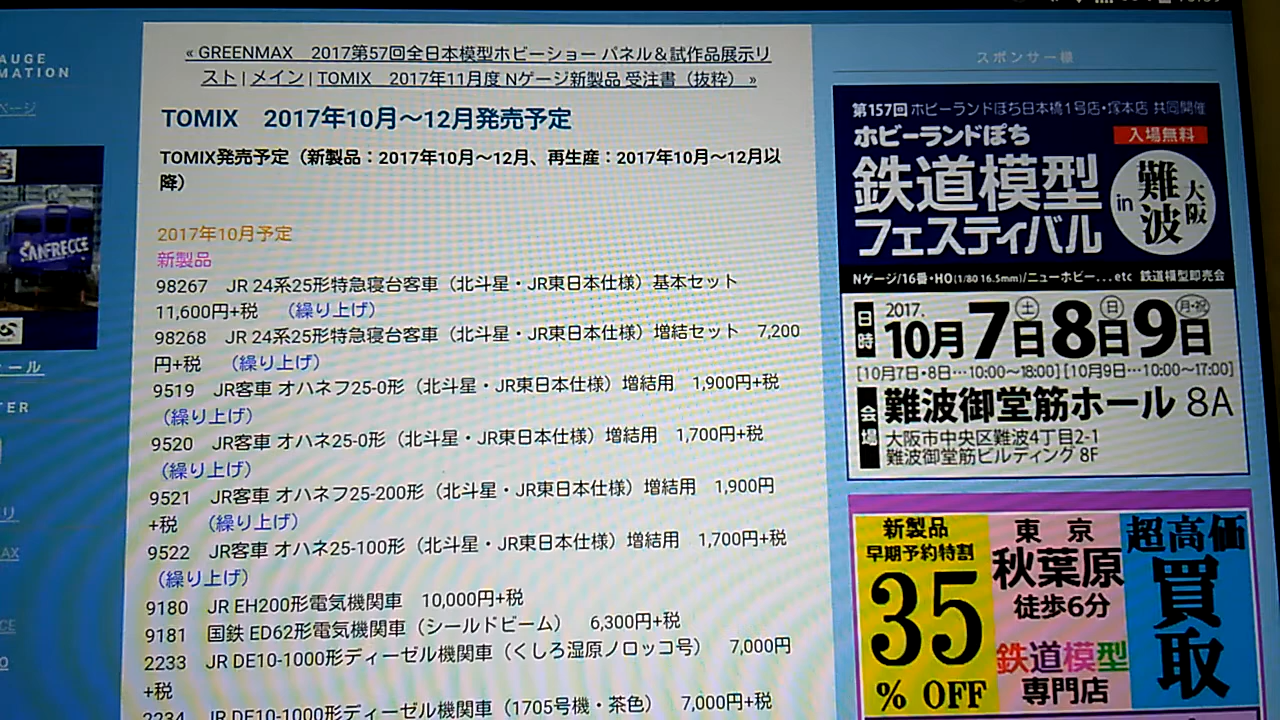 AUGE
MATION
ページ
SANFRECCE
ール
TER
リ
AX
CE
O
« GREENMAX　2017第57回全日本模型ホビーショー パネル＆試作品展示リ
スト | メイン | TOMIX　2017年11月度 Nゲージ新製品 受注書（抜粋） »
TOMIX　2017年10月～12月発売予定
TOMIX発売予定（新製品：2017年10月～12月、再生産：2017年10月～12月以
降）
2017年10月予定
新製品
98267　JR 24系25形特急寝台客車（北斗星・JR東日本仕様）基本セット
11,600円+税　（繰り上げ）
98268　JR 24系25形特急寝台客車（北斗星・JR東日本仕様）増結セット　7,200
円+税　（繰り上げ）
9519　JR客車 オハネフ25-0形（北斗星・JR東日本仕様）増結用　1,900円+税
（繰り上げ）
9520　JR客車 オハネ25-0形（北斗星・JR東日本仕様）増結用　1,700円+税
（繰り上げ）
9521　JR客車 オハネフ25-200形（北斗星・JR東日本仕様）増結用　1,900円
+税　（繰り上げ）
9522　JR客車 オハネ25-100形（北斗星・JR東日本仕様）増結用　1,700円+税
（繰り上げ）
9180　JR EH200形電気機関車　10,000円+税
9181　国鉄 ED62形電気機関車（シールドビーム）　6,300円+税
2233　JR DE10-1000形ディーゼル機関車（くしろ湿原ノロッコ号）　7,000円
+税
2234　JR DE10-1000形ディーゼル機関車（1705号機・茶色）　7,000円+税
スポンサー様
第157回 ホビーランドぽち日本橋1号店・塚本店 共同開催
ホビーランドぽち
入場無料
鉄道模型
フェスティバル
in 難波 大阪
Nゲージ/16番・HO(1/80 16.5mm)/ニューホビー…etc 鉄道模型即売会
日時
2017.
10月7日(土)8日(日)9日(月・祝)
[10月7日・8日…10:00～18:00] [10月9日…10:00～17:00]
会場
難波御堂筋ホール 8A
大阪市中央区難波4丁目2-1
難波御堂筋ビルディング 8F
新製品
早期予約特割
35
% OFF
東 京
秋葉原
徒歩6分
鉄道模型
専門店
超高価
買取